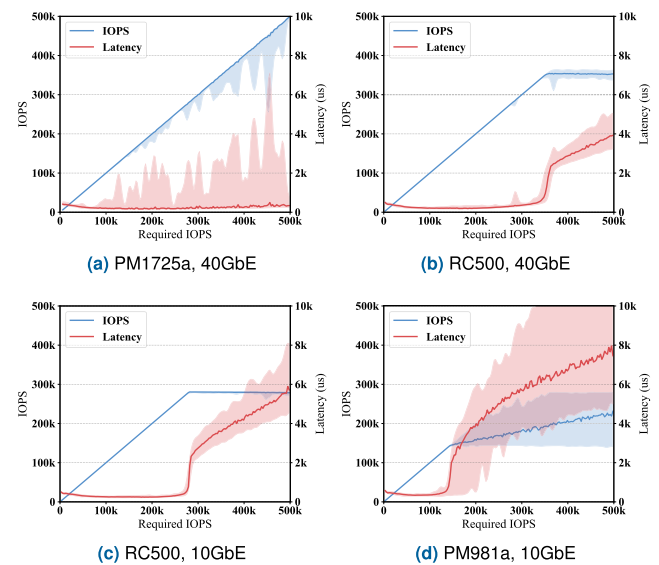 500k
400k
300k
200k
100k
0
IOPS
10k
8k
6k
4k
2k
0
Latency (us)
IOPS
Latency
0 100k 200k 300k 400k 500k
Required IOPS
(a) PM1725a, 40GbE
500k
400k
300k
200k
100k
0
IOPS
10k
8k
6k
4k
2k
0
Latency (us)
IOPS
Latency
0 100k 200k 300k 400k 500k
Required IOPS
(b) RC500, 40GbE
500k
400k
300k
200k
100k
0
IOPS
10k
8k
6k
4k
2k
0
Latency (us)
IOPS
Latency
0 100k 200k 300k 400k 500k
Required IOPS
(c) RC500, 10GbE
500k
400k
300k
200k
100k
0
IOPS
10k
8k
6k
4k
2k
0
Latency (us)
IOPS
Latency
0 100k 200k 300k 400k 500k
Required IOPS
(d) PM981a, 10GbE